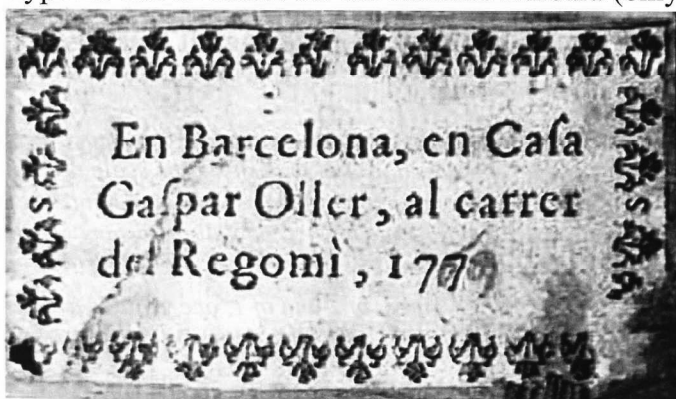 En Barcelona, en Caſa
Gaſpar Oller, al carrer
del Regomì,